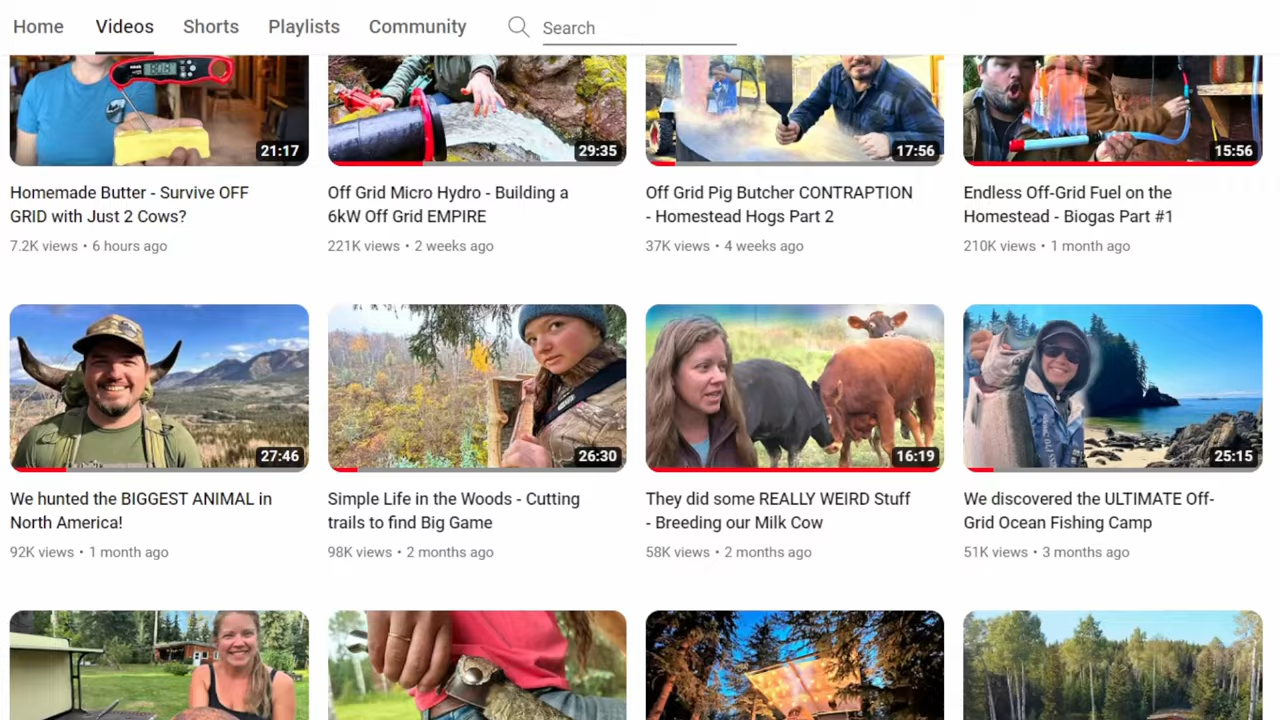 Home Videos Shorts Playlists Community Search
21:17 29:35 17:56 15:56
Homemade Butter - Survive OFF
GRID with Just 2 Cows?
7.2K views • 6 hours ago
Off Grid Micro Hydro - Building a
6kW Off Grid EMPIRE
221K views • 2 weeks ago
Off Grid Pig Butcher CONTRAPTION
- Homestead Hogs Part 2
37K views • 4 weeks ago
Endless Off-Grid Fuel on the
Homestead - Biogas Part #1
210K views • 1 month ago
27:46 26:30 16:19 25:15
We hunted the BIGGEST ANIMAL in
North America!
92K views • 1 month ago
Simple Life in the Woods - Cutting
trails to find Big Game
98K views • 2 months ago
They did some REALLY WEIRD Stuff
- Breeding our Milk Cow
58K views • 2 months ago
We discovered the ULTIMATE Off-
Grid Ocean Fishing Camp
51K views • 3 months ago